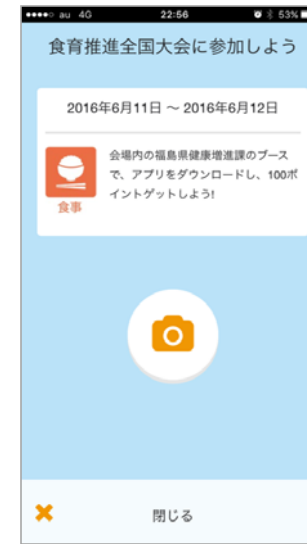 au 4G 22:56 53%
食育推進全国大会に参加しよう
2016年6月11日 ～ 2016年6月12日
会場内の福島県健康増進課のブース
で、アプリをダウンロードし、100ポ
イントゲットしよう!
食事
閉じる